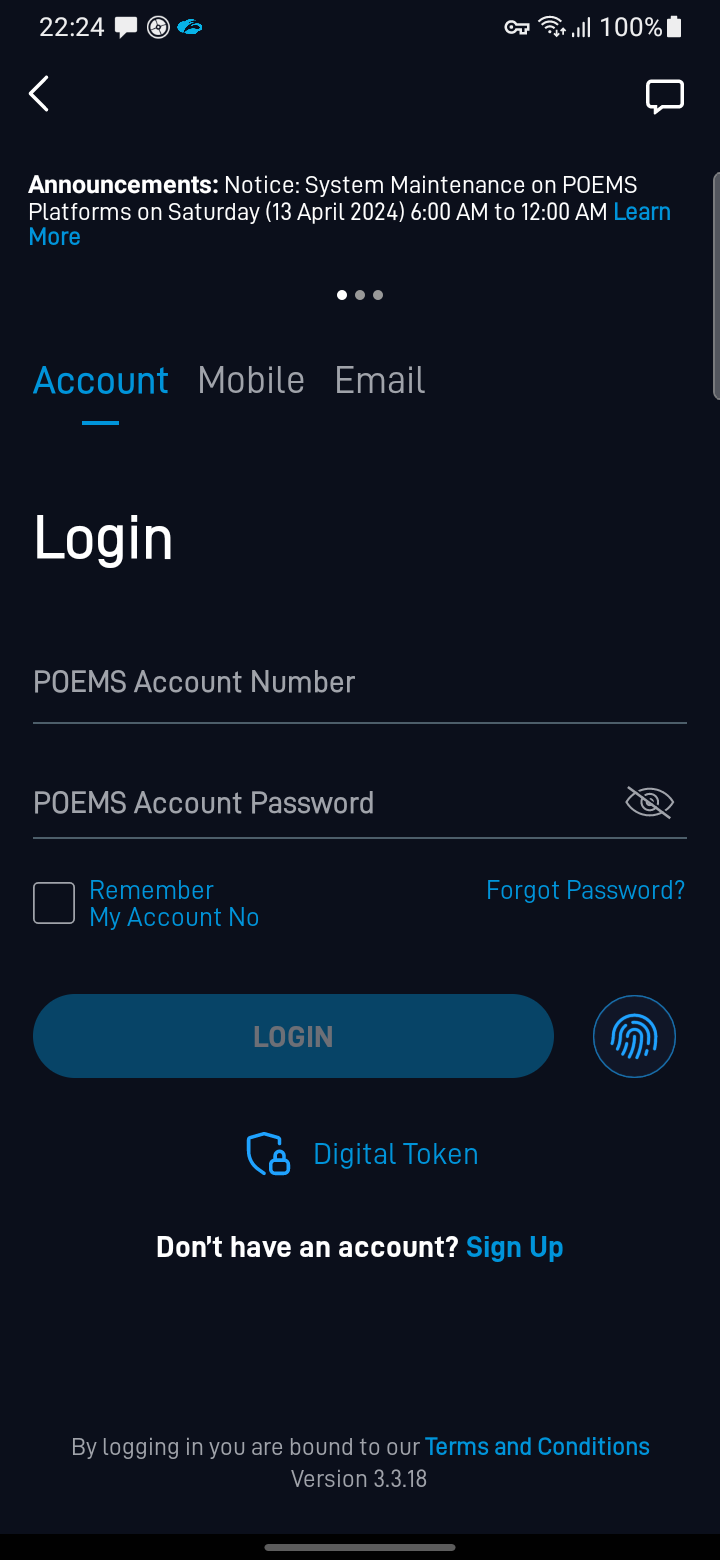 22:24
100%
Announcements: Notice: System Maintenance on POEMS
Platforms on Saturday (13 April 2024) 6:00 AM to 12:00 AM Learn
More
Account Mobile Email
Login
POEMS Account Number
POEMS Account Password
Remember
My Account No
Forgot Password?
LOGIN
Digital Token
Don't have an account? Sign Up
By logging in you are bound to our Terms and Conditions
Version 3.3.18